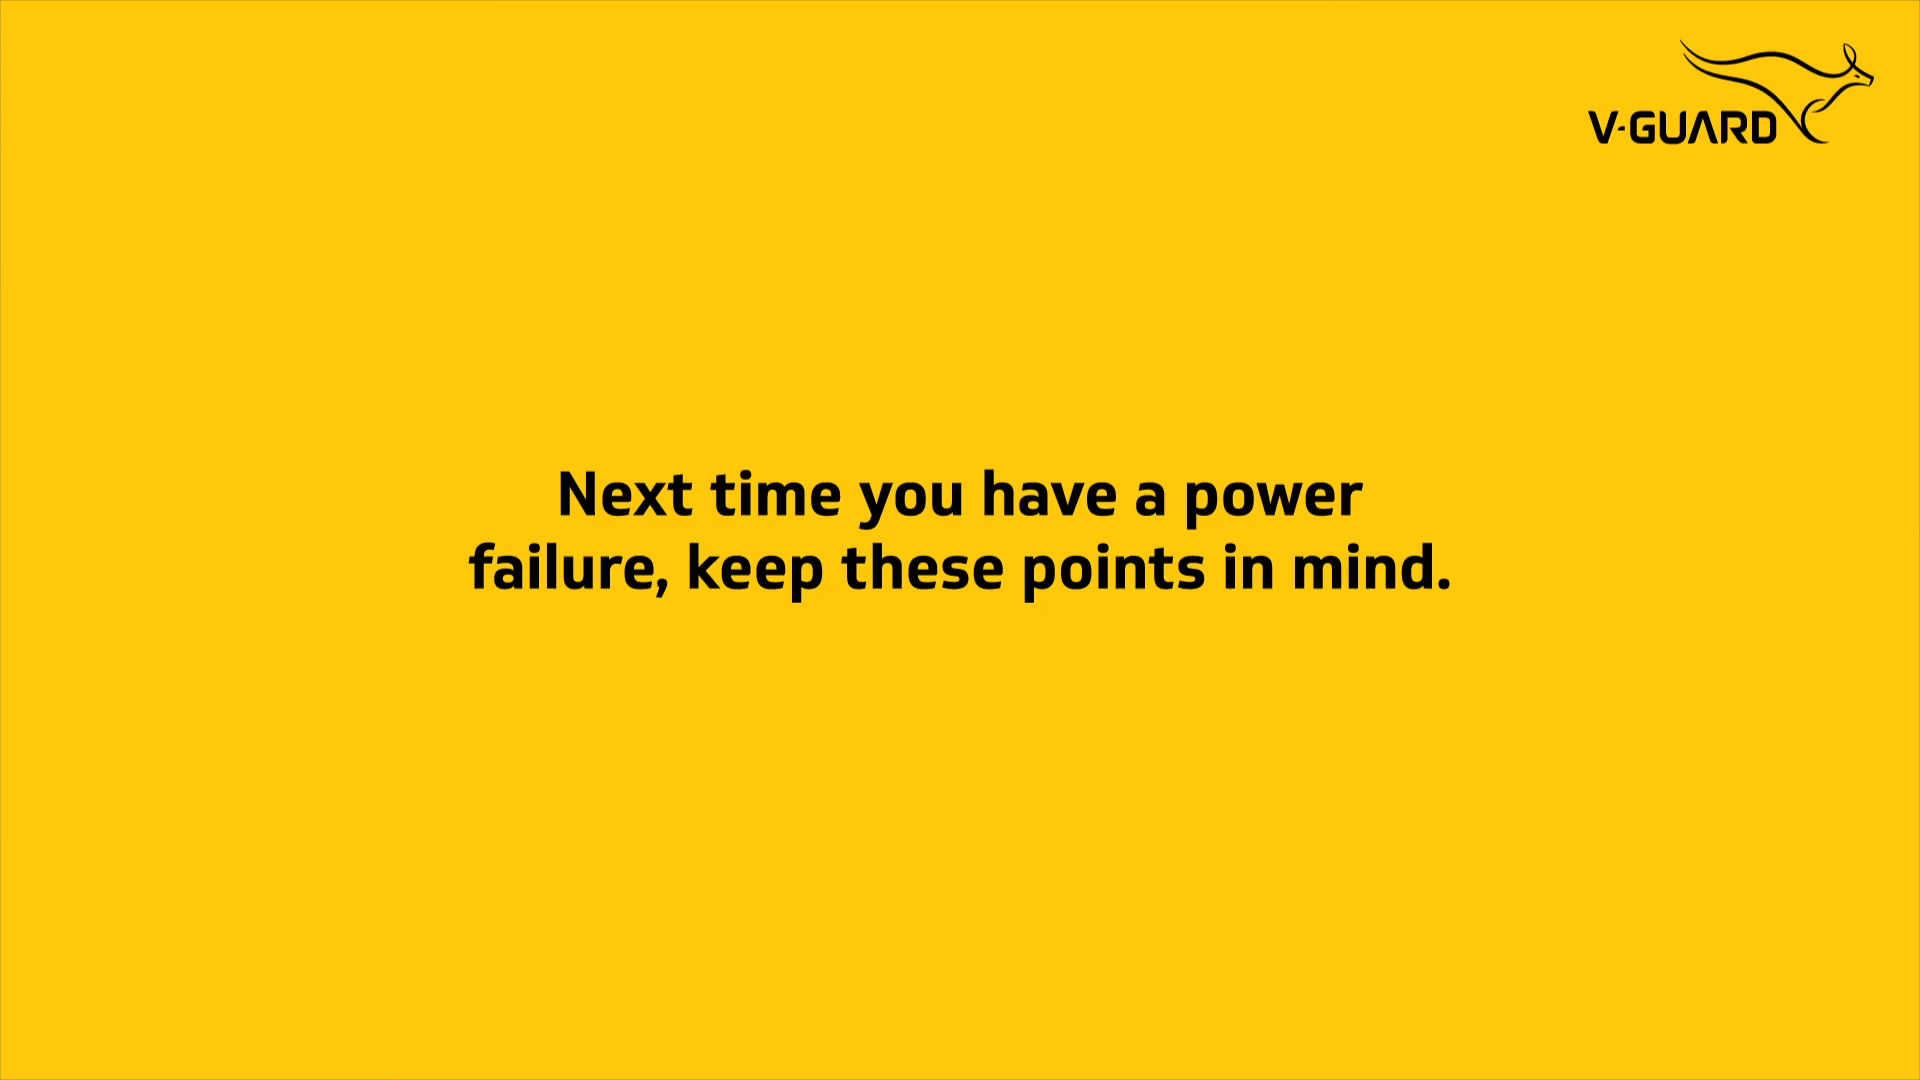 V-GUARD
Next time you have a power
failure, keep these points in mind.